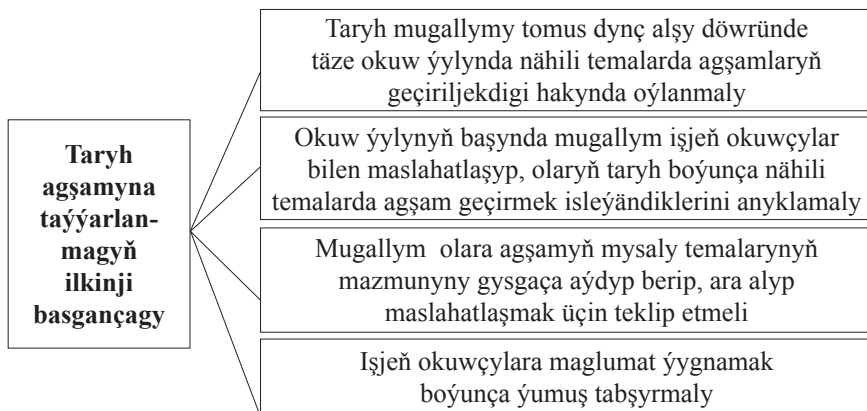 Taryh
agşamyna
taýýarlan-
magyň
ilkinji
basgançagy
Taryh mugallymy tomus dynç alşy döwründe
täze okuw ýylynda nähili temalarda agşamlaryň
geçiriljekdigi hakynda oýlanmaly
Okuw ýylynyň başynda mugallym işjeň okuwçylar
bilen maslahatlaşyp, olaryň taryh boýunça nähili
temalarda agşam geçirmek isleýändiklerini anyklamaly
Mugallym olara agşamyň mysaly temalarynyň
mazmunyny gysgaça aýdyp berip, ara alyp
maslahatlaşmak üçin teklip etmeli
Işjeň okuwçylara maglumat ýygnamak
boýunça ýumuş tabşyrmaly